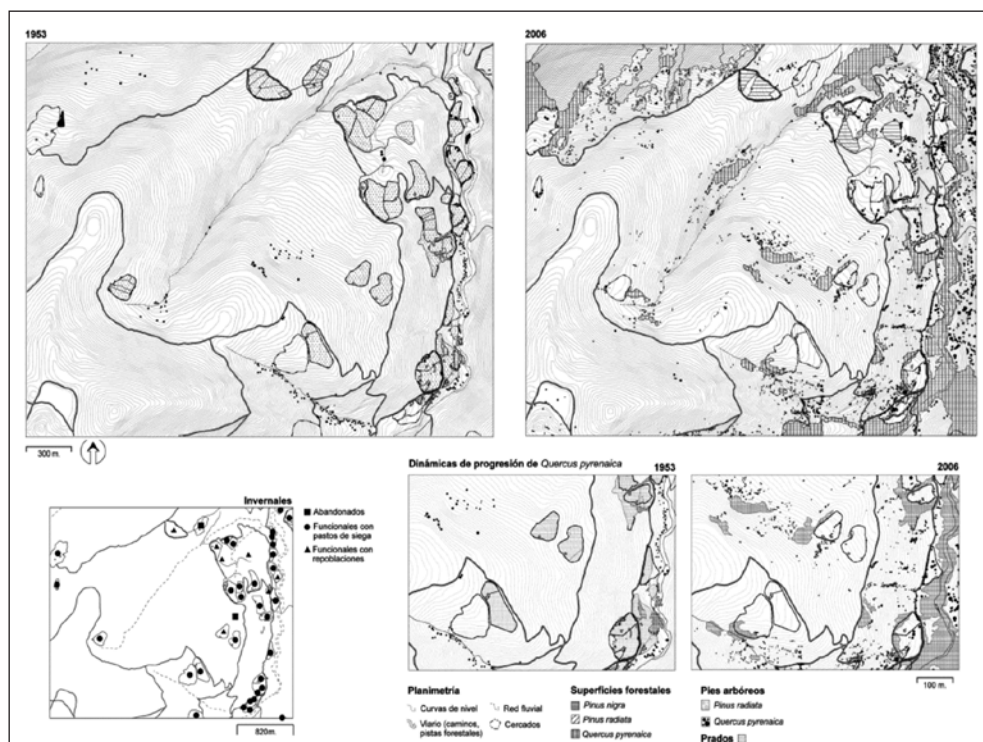 1953
2006
300 m.
Invernales
Abandonados
Funcionales con
pastos de siega
Funcionales con
repoblaciones
820m.
Dinámicas de progresión de Quercus pyrenaica
1953
2006
100 m.
Planimetría
Curvas de nivel
Red fluvial
Viario (caminos,
pistas forestales)
Cercados
Superficies forestales
Pinus nigra
Pinus radiata
Quercus pyrenaica
Pies arbóreos
Pinus radiata
Quercus pyrenaica
Prados